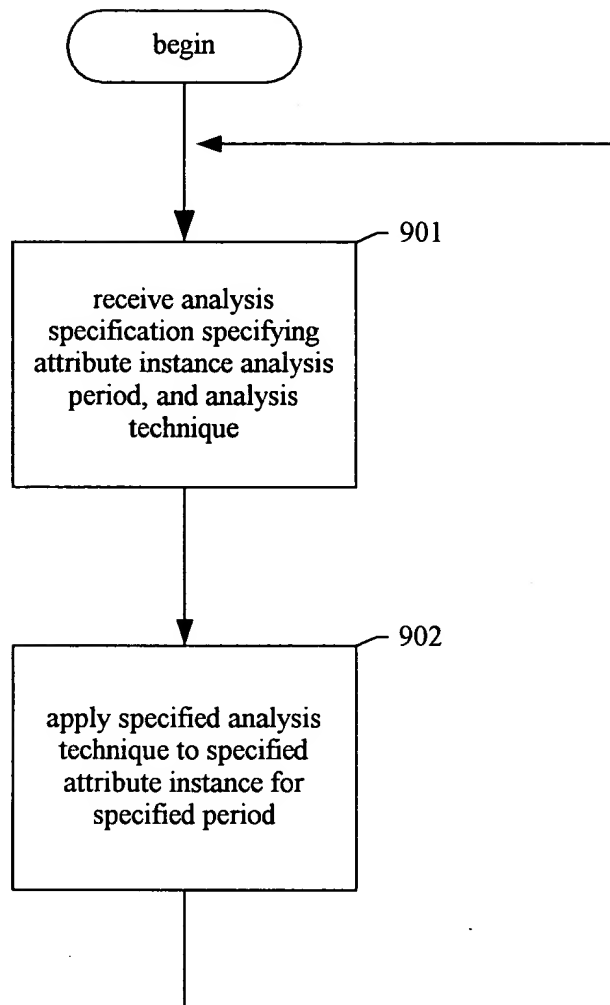 begin
901
receive analysis
specification specifying
attribute instance analysis
period, and analysis
technique
902
apply specified analysis
technique to specified
attribute instance for
specified period